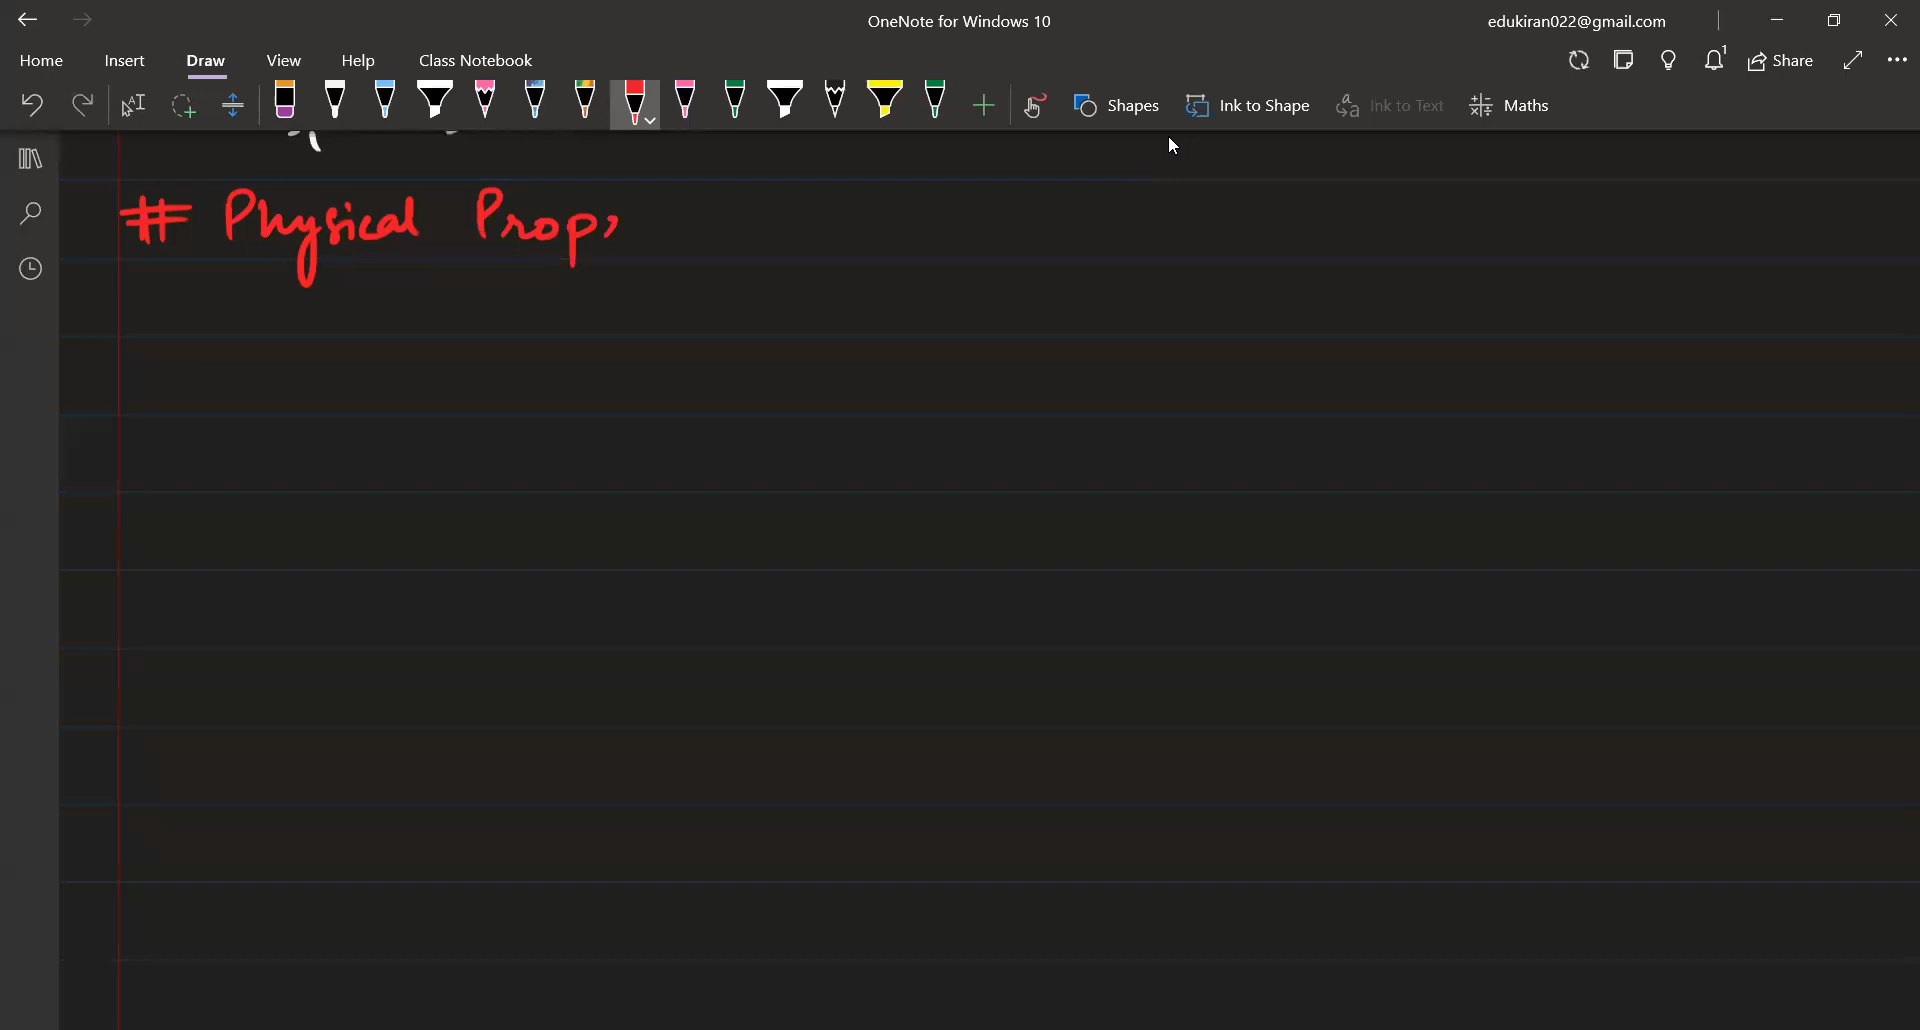 OneNote for Windows 10
edukiran022@gmail.com
Home Insert Draw View Help Class Notebook
1 Share
Shapes Ink to Shape Ink to Text Maths
# Physical Prop,